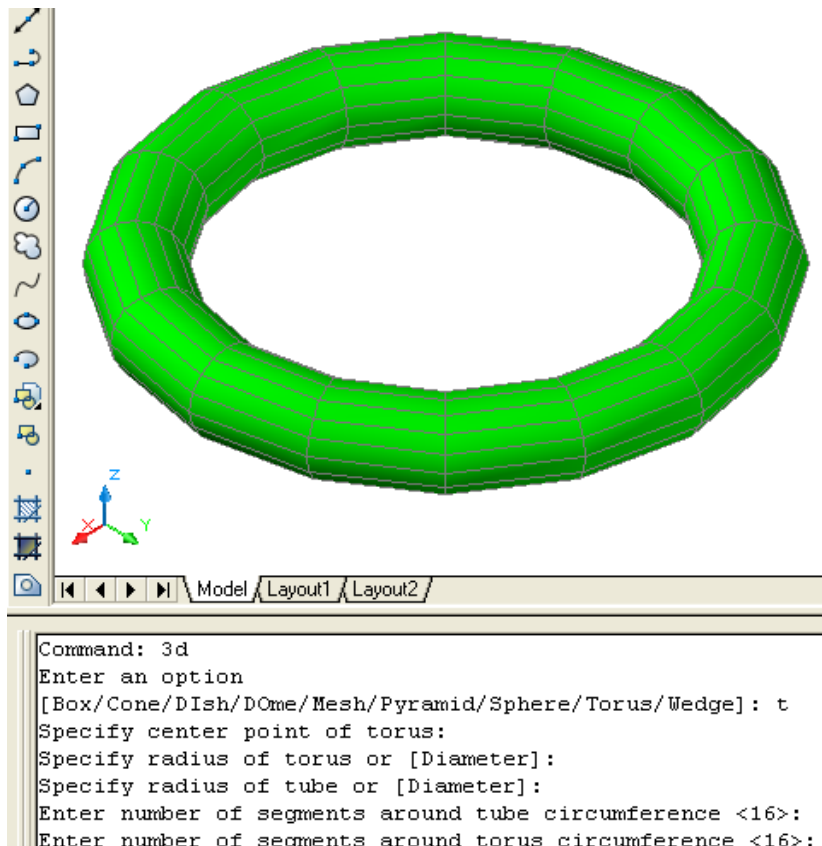 Z
X
Y
Model Layout1 Layout2
Command: 3d
Enter an option
[Box/Cone/DIsh/DOme/Mesh/Pyramid/Sphere/Torus/Wedge]: t
Specify center point of torus:
Specify radius of torus or [Diameter]:
Specify radius of tube or [Diameter]:
Enter number of segments around tube circumference <16>:
Enter number of segments around torus circumference <16>: